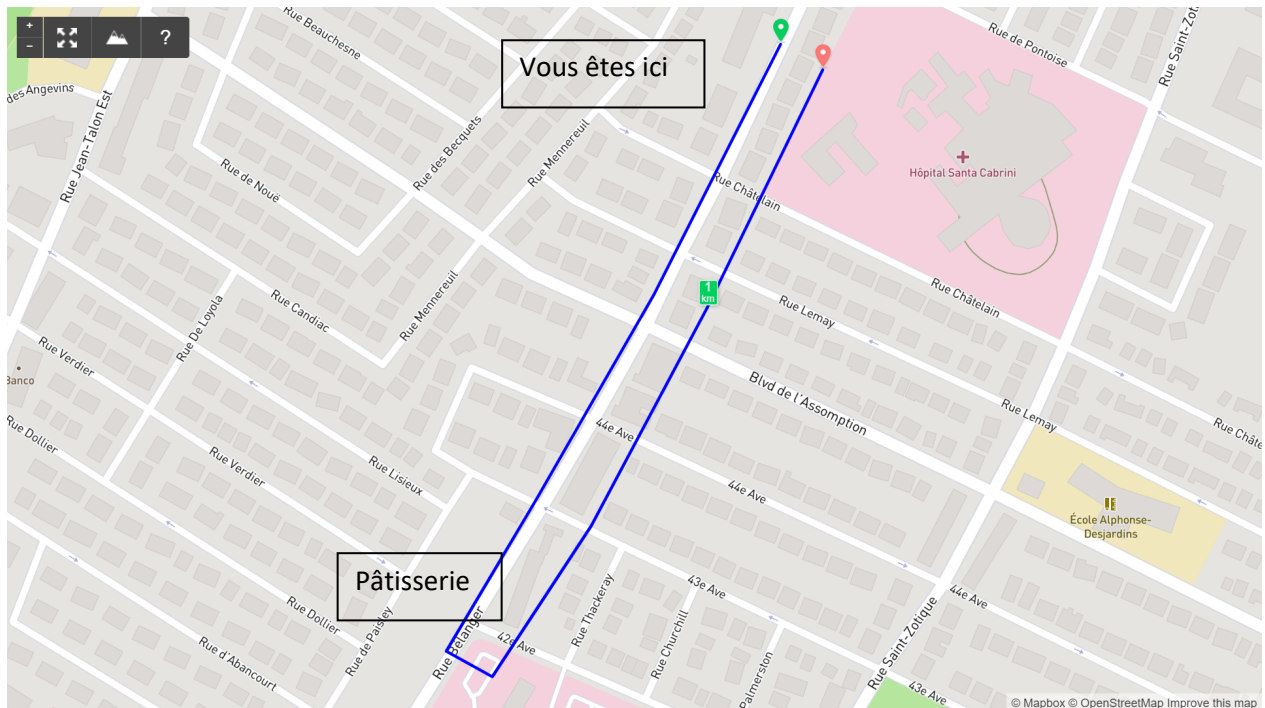 +
−
?
Vous êtes ici
Rue Beauchesne
Rue de Pontoise
Rue Saint-Zotique
des Angevins
Rue Jean-Talon Est
Rue des Becquets
Rue Mennereuil
Rue de Nouë
Rue Châtelain
Hôpital Santa Cabrini
Rue Châtelain
Rue Candiac
Rue Mennereuil
Rue De Loyola
1
km
Rue Lemay
Rue Verdier
Banco
Blvd de l'Assomption
Rue Lemay
Rue Châte
Rue Dollier
Rue Verdier
Rue Lisieux
44e Ave
44e Ave
École Alphonse-
Desjardins
Pâtisserie
43e Ave
44e Ave
Rue Dollier
Rue de Paisley
Rue Bélanger
42e Ave
Rue Thackeray
Rue Churchill
Palmerston
Rue Saint-Zotique
Rue d'Abancourt
43e Ave
© Mapbox © OpenStreetMap Improve this map